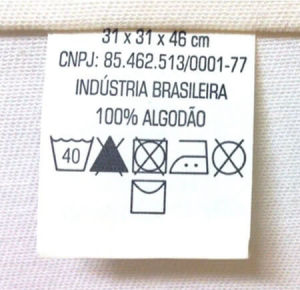 31 x 31 x 46 cm
CNPJ: 85.462.513/0001-77
INDÚSTRIA BRASILEIRA
100% ALGODÃO
40